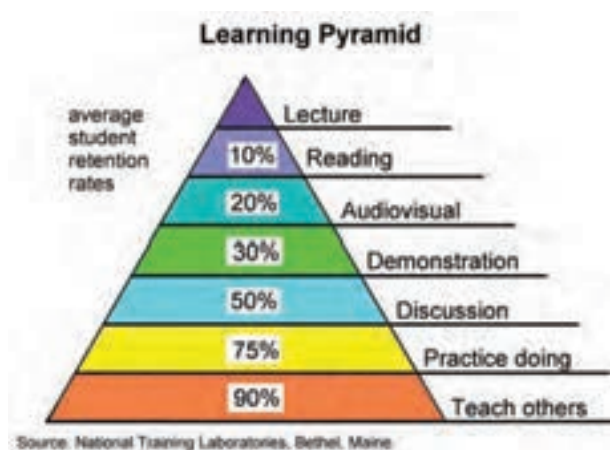 Learning Pyramid
average
student
retention
rates
Lecture
10% Reading
20% Audiovisual
30% Demonstration
50% Discussion
75% Practice doing
90% Teach others
Source: National Training Laboratories, Bethel, Maine